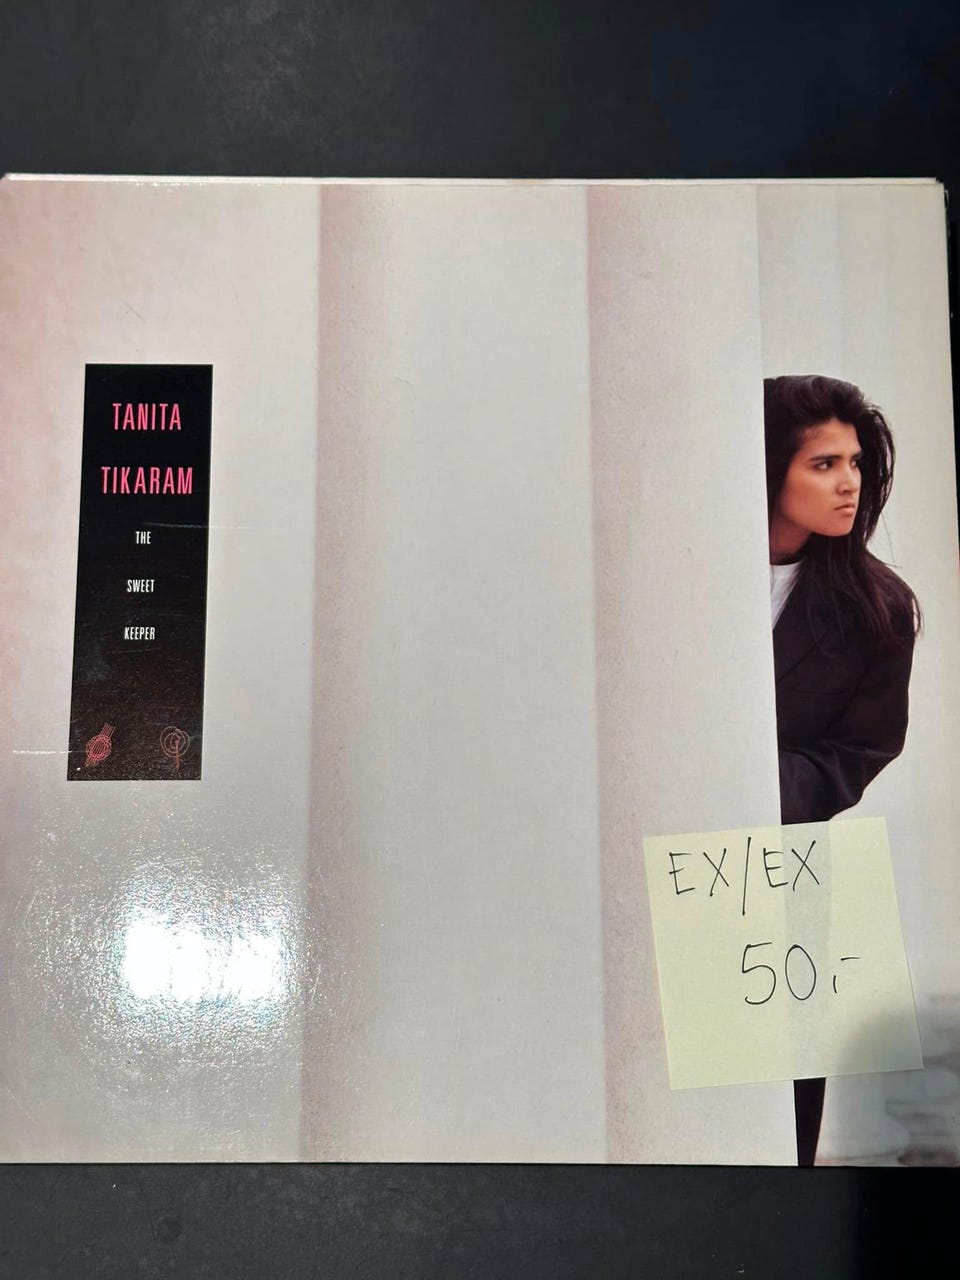 TANITA
TIKARAM
THE
SWEET
KEEPER
EX/EX
50,-